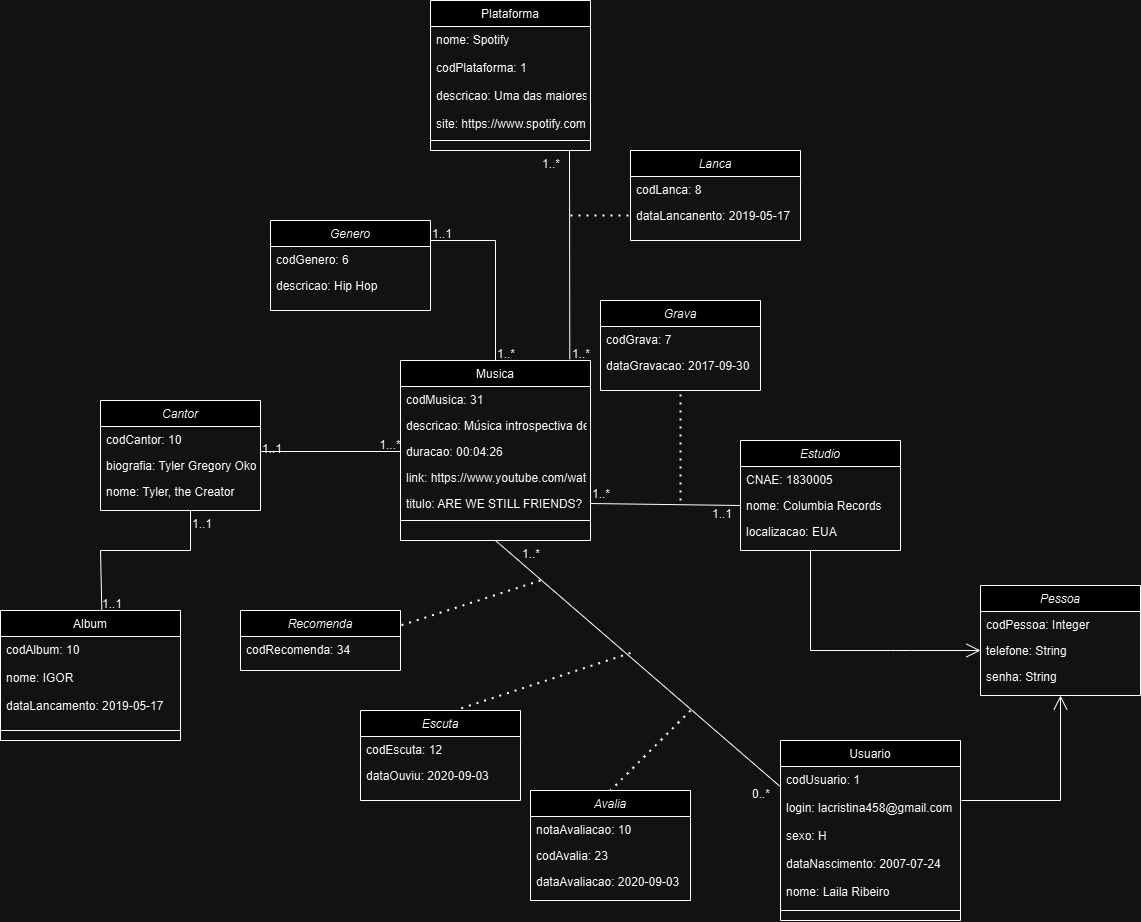 Plataforma
nome: Spotify
codPlataforma: 1
descricao: Uma das maiores
site: https://www.spotify.com
1..*
Lanca
codLanca: 8
dataLancanento: 2019-05-17
Genero
codGenero: 6
descricao: Hip Hop
1..1
1..*
1..*
Grava
codGrava: 7
dataGravacao: 2017-09-30
Musica
codMusica: 31
descricao: Música introspectiva de
duracao: 00:04:26
link: https://www.youtube.com/wat
titulo: ARE WE STILL FRIENDS?
Cantor
codCantor: 10
biografia: Tyler Gregory Oko
nome: Tyler, the Creator
1..1
1...*
1..1
1..*
1..1
Estudio
CNAE: 1830005
nome: Columbia Records
localizacao: EUA
1..*
1..1
Album
codAlbum: 10
nome: IGOR
dataLancamento: 2019-05-17
Recomenda
codRecomenda: 34
Pessoa
codPessoa: Integer
telefone: String
senha: String
Escuta
codEscuta: 12
dataOuviu: 2020-09-03
Avalia
notaAvaliacao: 10
codAvalia: 23
dataAvaliacao: 2020-09-03
0..*
Usuario
codUsuario: 1
login: lacristina458@gmail.com
sexo: H
dataNascimento: 2007-07-24
nome: Laila Ribeiro